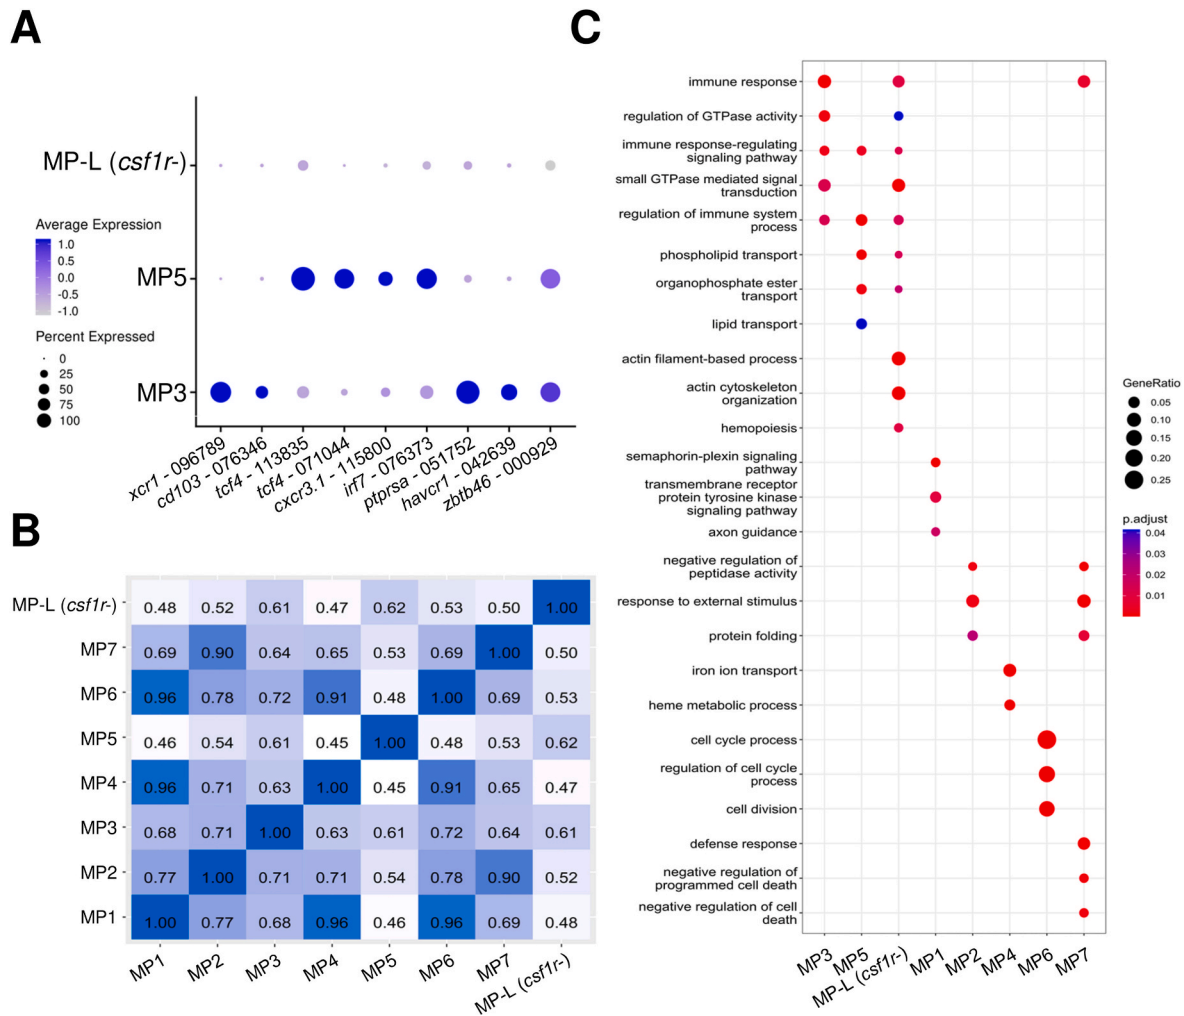 A
MP-L (csf1r-)
MP5
MP3
Average Expression
1.0
0.5
0.0
-0.5
-1.0
Percent Expressed
0
25
50
75
100
xcr1 - 096789
cd103 - 076346
tcf4 - 113835
tcf4 - 071044
cxcr3.1 - 115800
irf7 - 076373
ptprsa - 051752
havcr1 - 042639
zbtb46 - 000929
B
MP-L (csf1r-) 0.48 0.52 0.61 0.47 0.62 0.53 0.50 1.00
MP7 0.69 0.90 0.64 0.65 0.53 0.69 1.00 0.50
MP6 0.96 0.78 0.72 0.91 0.48 1.00 0.69 0.53
MP5 0.46 0.54 0.61 0.45 1.00 0.48 0.53 0.62
MP4 0.96 0.71 0.63 1.00 0.45 0.91 0.65 0.47
MP3 0.68 0.71 1.00 0.63 0.61 0.72 0.64 0.61
MP2 0.77 1.00 0.71 0.71 0.54 0.78 0.90 0.52
MP1 1.00 0.77 0.68 0.96 0.46 0.96 0.69 0.48
MP1 MP2 MP3 MP4 MP5 MP6 MP7 MP-L (csf1r-)
C
immune response
regulation of GTPase activity
immune response-regulating
signaling pathway
small GTPase mediated signal
transduction
regulation of immune system
process
phospholipid transport
organophosphate ester
transport
lipid transport
actin filament-based process
actin cytoskeleton
organization
hemopoiesis
semaphorin-plexin signaling
pathway
transmembrane receptor
protein tyrosine kinase
signaling pathway
axon guidance
negative regulation of
peptidase activity
response to external stimulus
protein folding
iron ion transport
heme metabolic process
cell cycle process
regulation of cell cycle
process
cell division
defense response
negative regulation of
programmed cell death
negative regulation of cell
death
MP3 MP5 MP-L (csf1r-) MP1 MP2 MP4 MP6 MP7
GeneRatio
0.05
0.10
0.15
0.20
0.25
p.adjust
0.04
0.03
0.02
0.01